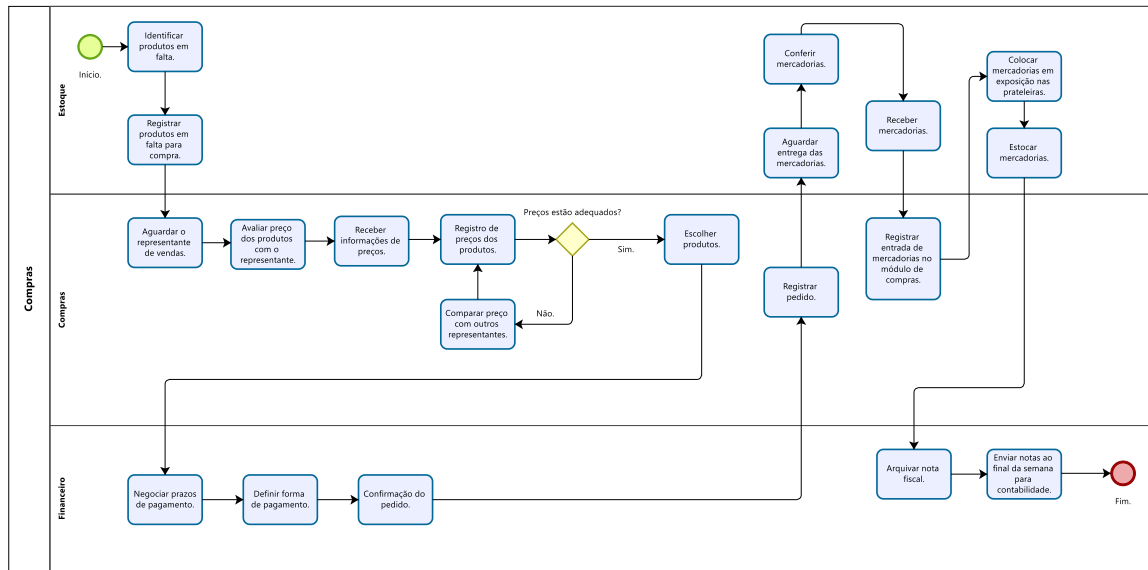 Compras
Estoque
Início.
Identificar
produtos em
falta.
Registrar
produtos em
falta para
compra.
Conferir
mercadorias.
Aguardar
entrega das
mercadorias.
Receber
mercadorias.
Colocar
mercadorias em
exposição nas
prateleiras.
Estocar
mercadorias.
Compras
Aguardar o
representante
de vendas.
Avaliar preço
dos produtos
com o
representante.
Receber
informações de
preços.
Registro de
preços dos
produtos.
Preços estão adequados?
Sim.
Não.
Comparar preço
com outros
representantes.
Escolher
produtos.
Registrar
pedido.
Registrar
entrada de
mercadorias no
módulo de
compras.
Financeiro
Negociar prazos
de pagamento.
Definir forma
de pagamento.
Confirmação do
pedido.
Arquivar nota
fiscal.
Enviar notas ao
final da semana
para
contabilidade.
Fim.